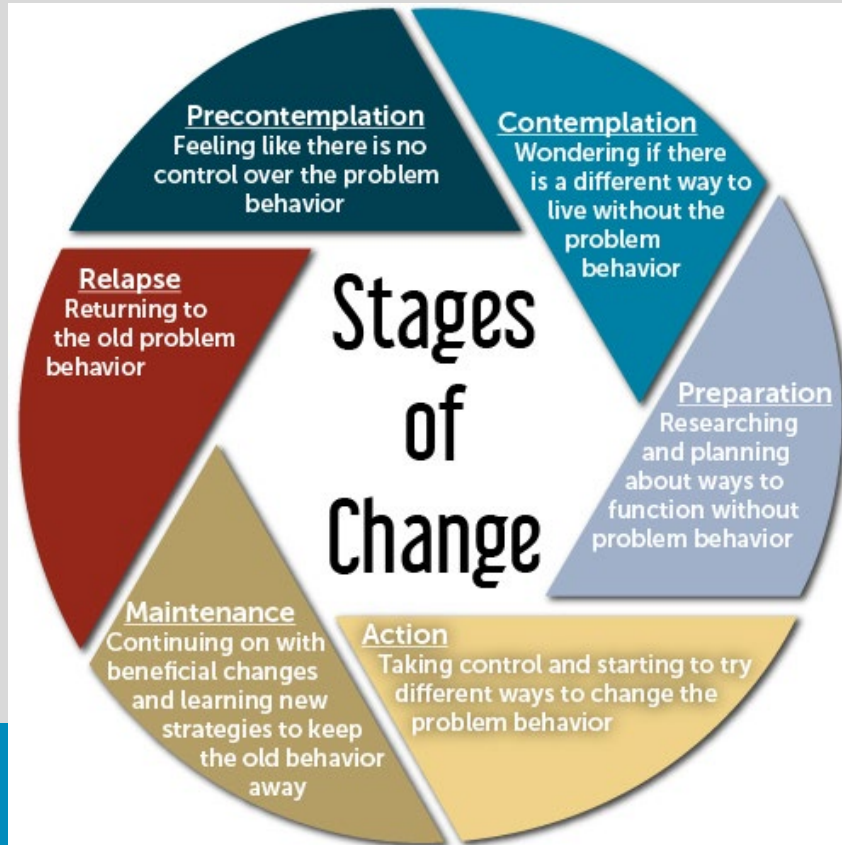 Precontemplation
Feeling like there is no
control over the problem
behavior
Contemplation
Wondering if there
is a different way to
live without the
problem
behavior
Preparation
Researching
and planning
about ways to
function without
problem behavior
Action
Taking control and starting to try
different ways to change the
problem behavior
Maintenance
Continuing on with
beneficial changes
and learning new
strategies to keep
the old behavior
away
Relapse
Returning to
the old problem
behavior
Stages
of
Change